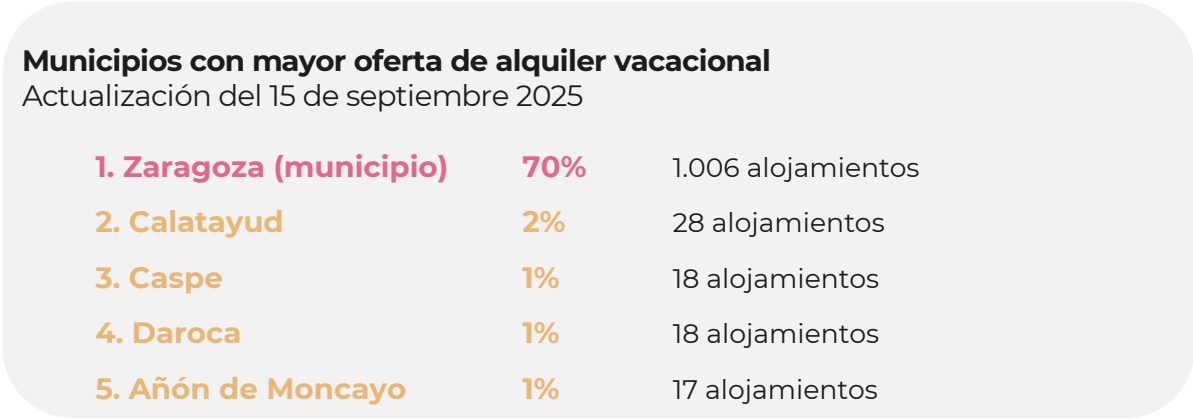 Municipios con mayor oferta de alquiler vacacional
Actualización del 15 de septiembre 2025
1. Zaragoza (municipio) 70% 1.006 alojamientos
2. Calatayud 2% 28 alojamientos
3. Caspe 1% 18 alojamientos
4. Daroca 1% 18 alojamientos
5. Añón de Moncayo 1% 17 alojamientos